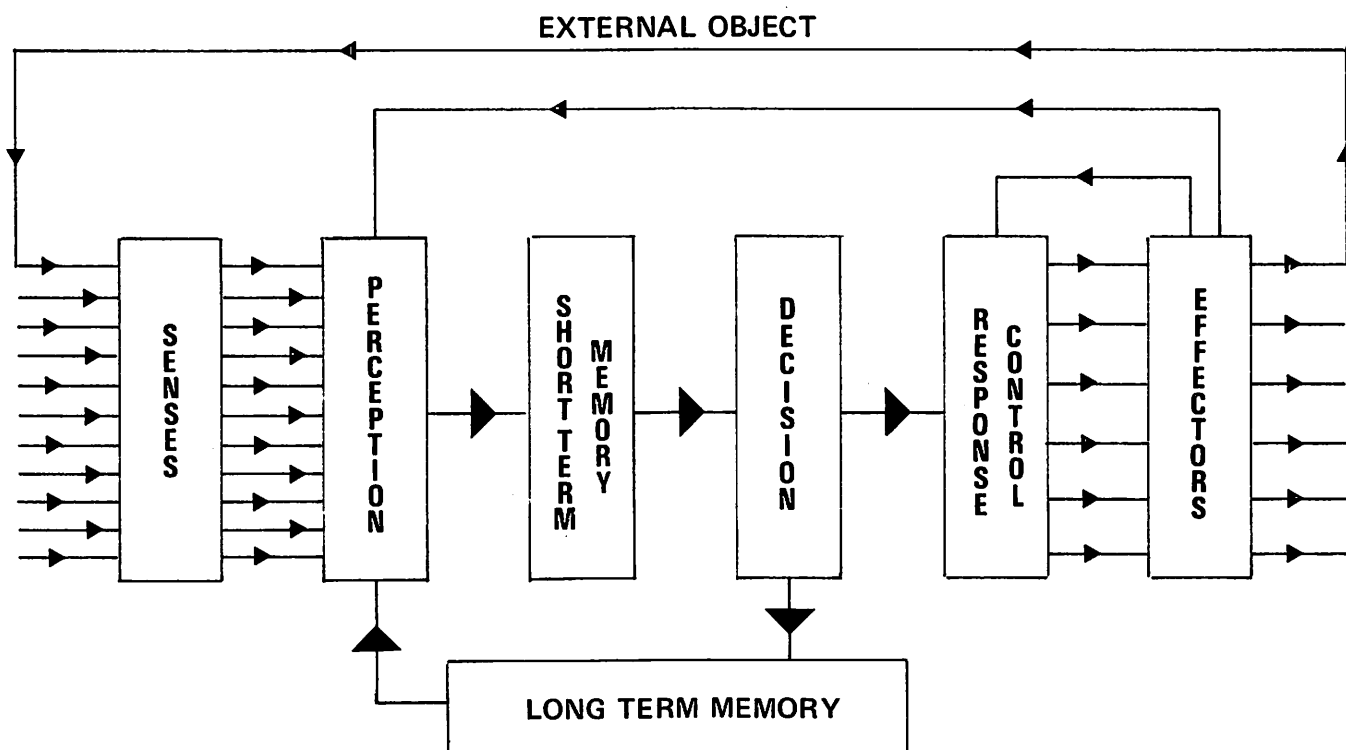 EXTERNAL OBJECT
SENSES
PERCEPTION
SHORT TERM
MEMORY
DECISION
RESPONSE
CONTROL
EFFECTORS
LONG TERM MEMORY